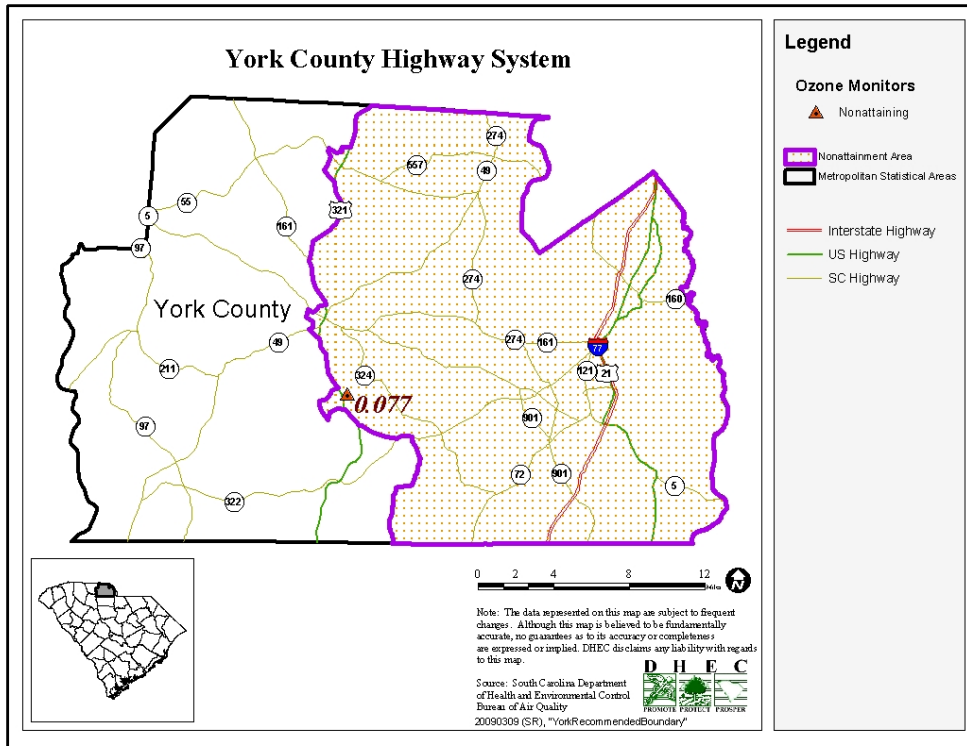 York County Highway System
274
557
49
55
321
5
161
97
274
160
York County
274
161
49
77
211
324
121
21
0.077
901
97
72
901
5
322
0 2 4 8 12
Miles
N
Note: The data represented on this map are subject to frequent
changes. Although this map is believed to be fundamentally
accurate, no guarantees as to its accuracy or completeness
are expressed or implied. DHEC disclaims any liability with regards
to this map.
Source: South Carolina Department
of Health and Environmental Control
Bureau of Air Quality
20090309 (SR), "YorkRecommendedBoundary"
D H E C
PROMOTE PROTECT PROSPER
Legend
Ozone Monitors
Nonattaining
Nonattainment Area
Metropolitan Statistical Areas
Interstate Highway
US Highway
SC Highway